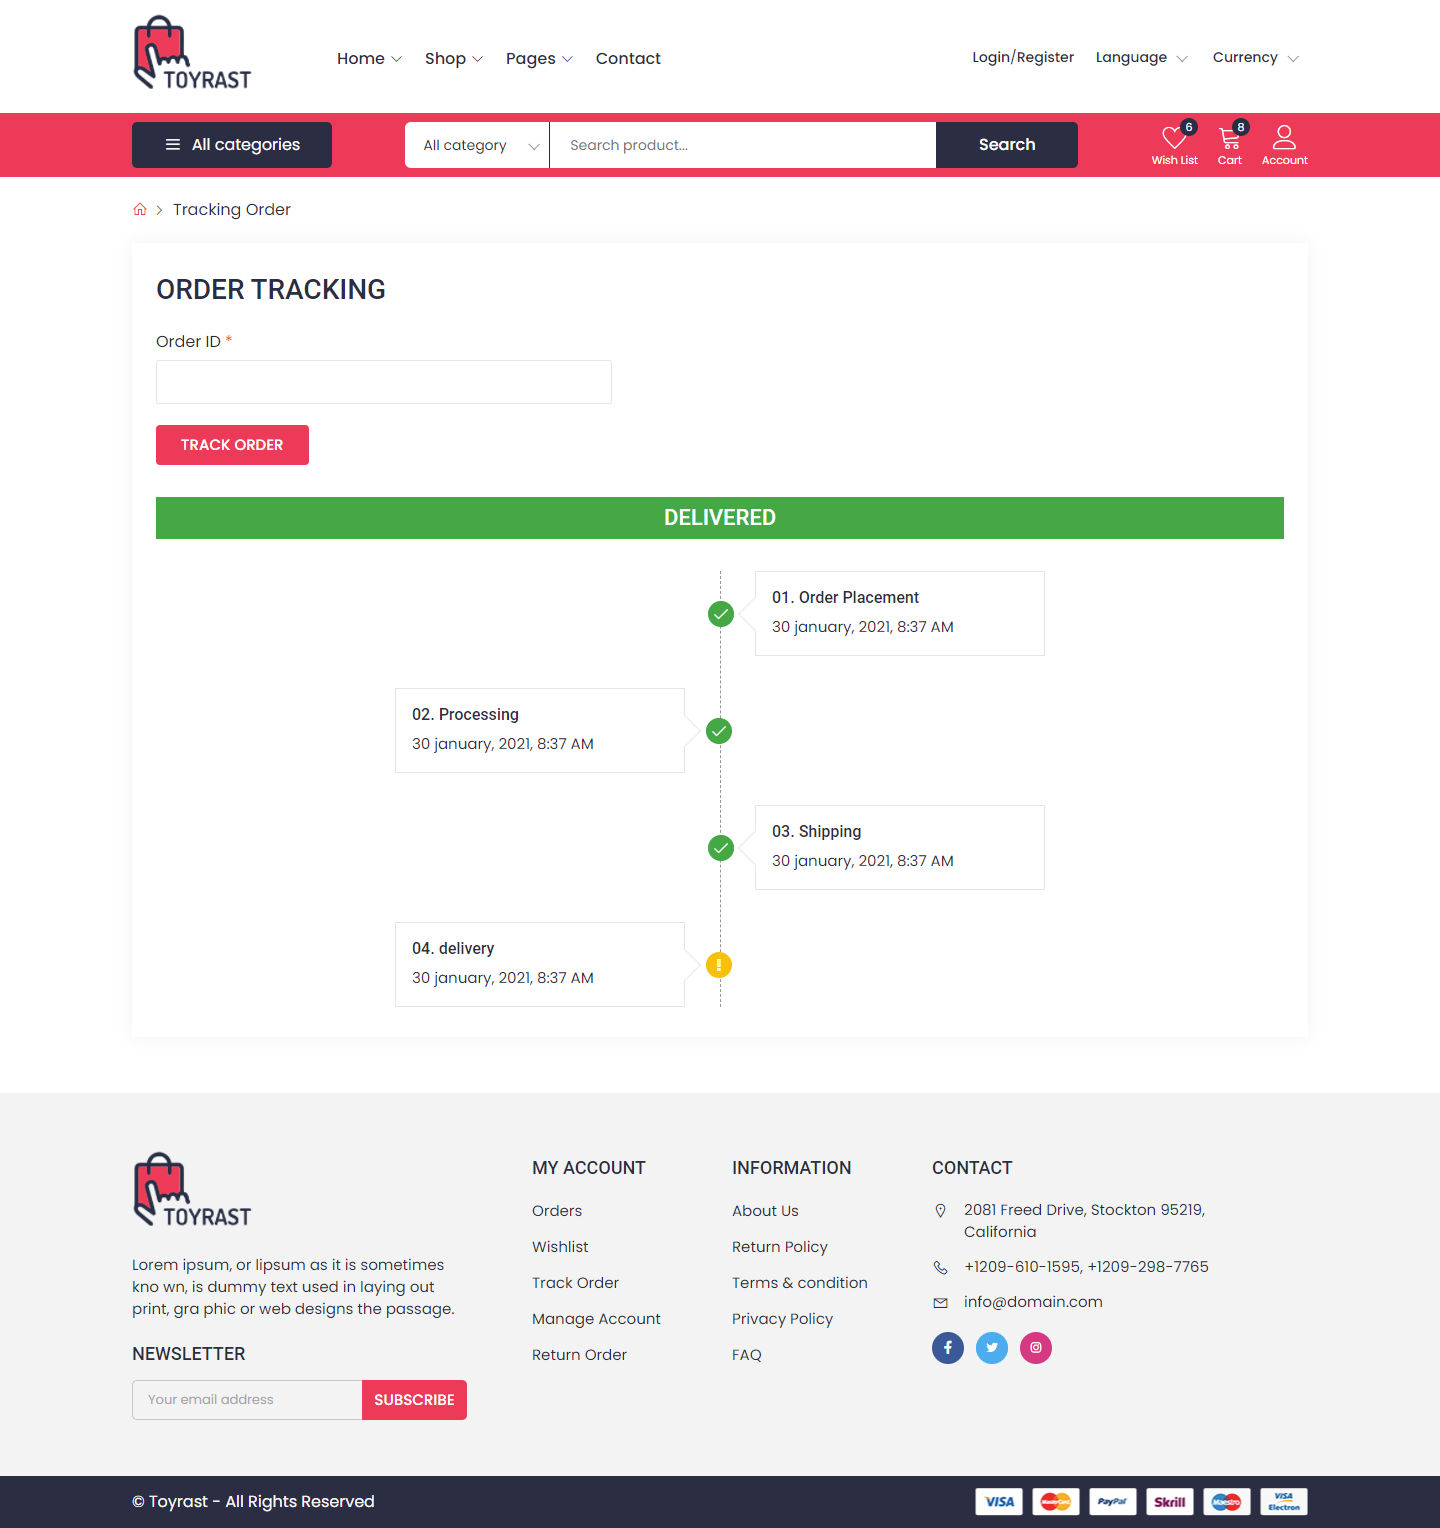 TOYRAST
Home Shop Pages Contact
Login/Register Language Currency
All categories
All category Search product... Search
6 8
Wish List Cart Account
Tracking Order
ORDER TRACKING
Order ID *
TRACK ORDER
DELIVERED
01. Order Placement
30 january, 2021, 8:37 AM
02. Processing
30 january, 2021, 8:37 AM
03. Shipping
30 january, 2021, 8:37 AM
04. delivery
30 january, 2021, 8:37 AM
TOYRAST
Lorem ipsum, or lipsum as it is sometimes
kno wn, is dummy text used in laying out
print, gra phic or web designs the passage.
NEWSLETTER
Your email address SUBSCRIBE
MY ACCOUNT
Orders
Wishlist
Track Order
Manage Account
Return Order
INFORMATION
About Us
Return Policy
Terms & condition
Privacy Policy
FAQ
CONTACT
2081 Freed Drive, Stockton 95219,
California
+1209-610-1595, +1209-298-7765
info@domain.com
© Toyrast - All Rights Reserved
VISA MasterCard PayPal Skrill Maestro VISA Electron